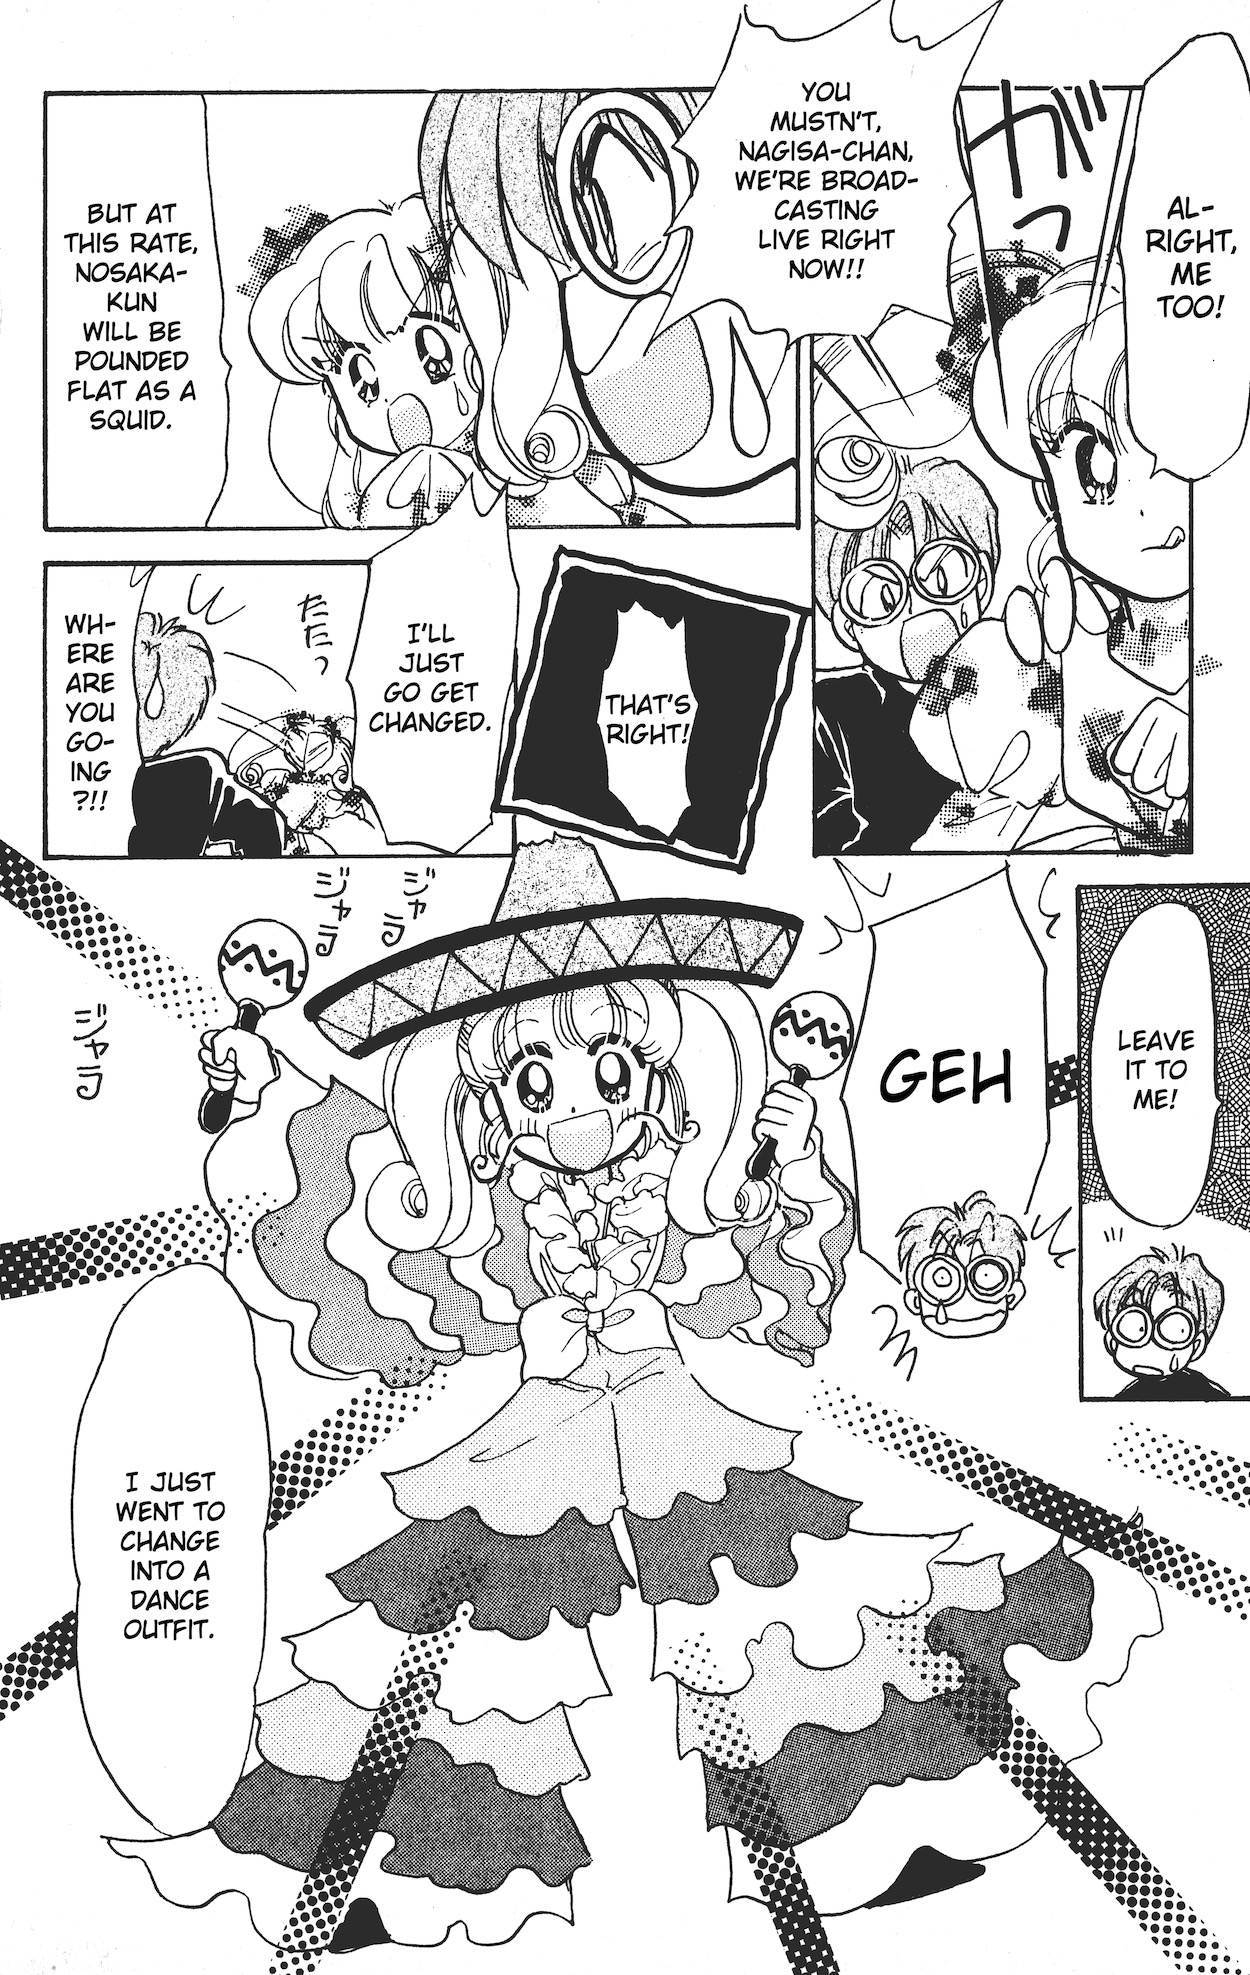 AL-
RIGHT,
ME
TOO!
ガッ
YOU
MUSTN'T,
NAGISA-CHAN,
WE'RE BROAD-
CASTING
LIVE RIGHT
NOW!!
BUT AT
THIS RATE,
NOSAKA-
KUN
WILL BE
POUNDED
FLAT AS A
SQUID.
THAT'S
RIGHT!
I'LL
JUST
GO GET
CHANGED.
たたっ
WH-
ERE
ARE
YOU
GO-
ING
?!!
LEAVE
IT TO
ME!
GEH
ジャラ
ジャラ
ジャラ
I JUST
WENT TO
CHANGE
INTO A
DANCE
OUTFIT.